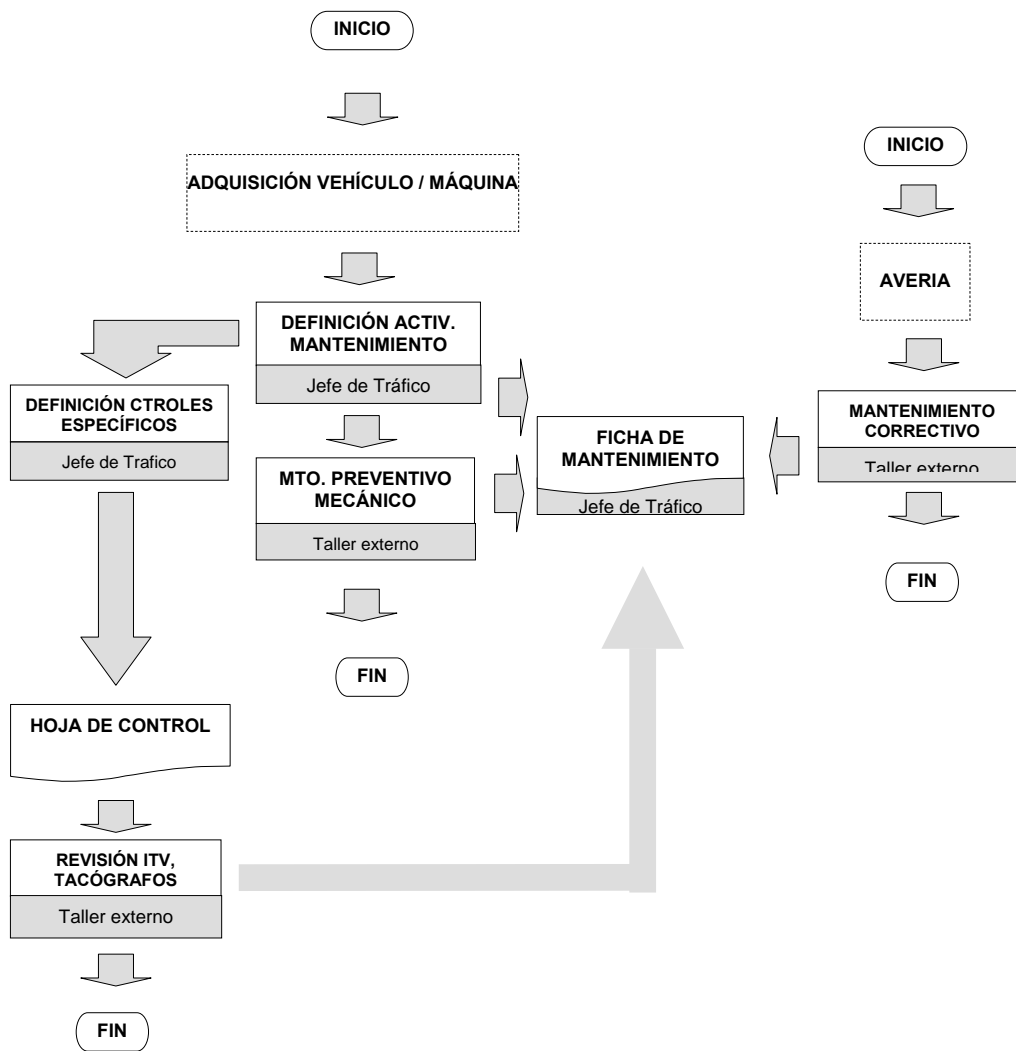 INICIO
ADQUISICIÓN VEHÍCULO / MÁQUINA
DEFINICIÓN ACTIV.
MANTENIMIENTO
Jefe de Tráfico
DEFINICIÓN CTROLES
ESPECÍFICOS
Jefe de Trafico
MTO. PREVENTIVO
MECÁNICO
Taller externo
FIN
HOJA DE CONTROL
REVISIÓN ITV,
TACÓGRAFOS
Taller externo
FIN
FICHA DE
MANTENIMIENTO
Jefe de Tráfico
INICIO
AVERIA
MANTENIMIENTO
CORRECTIVO
Taller externo
FIN